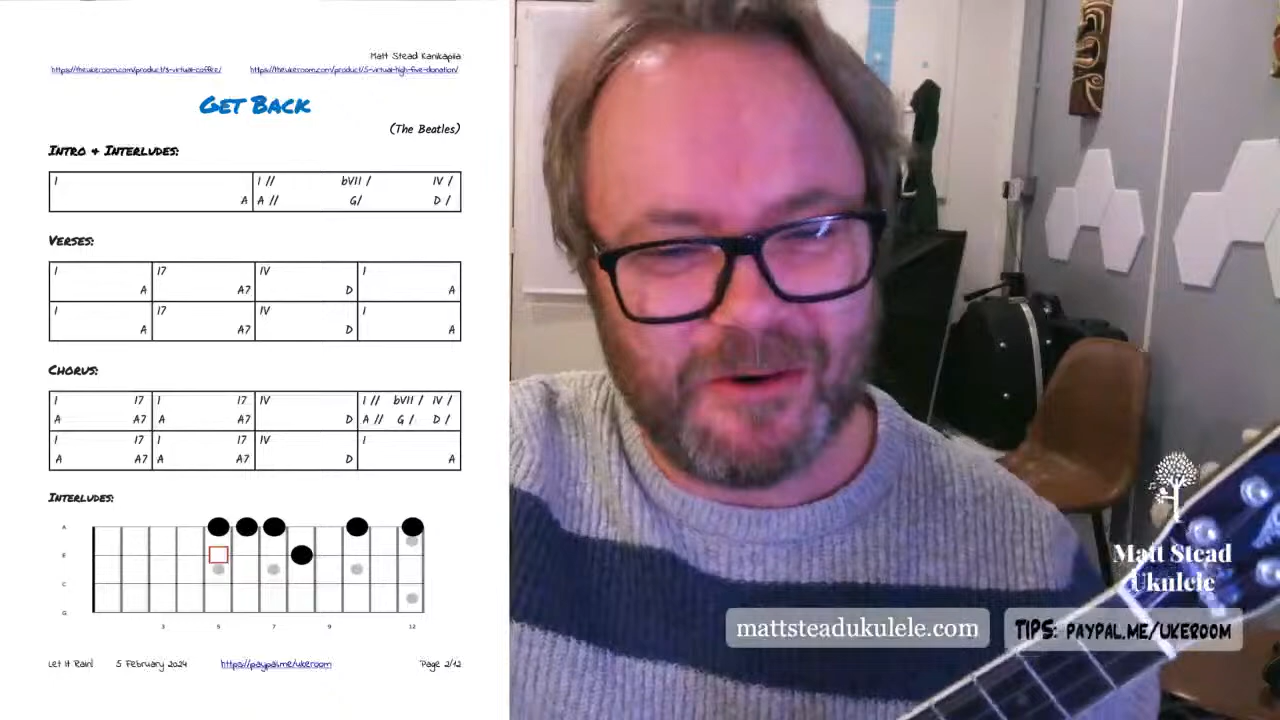 Matt Stead Kanikapila
https://theukeroom.com/product/3-virtual-coffee/ https://theukeroom.com/product/5-virtual-high-five-donation/
Get Back
(The Beatles)
Intro & Interludes:
I I // bVII / IV /
A A // G/ D /
Verses:
I I7 IV I
A A7 D A
I I7 IV I
A A7 D A
Chorus:
I I7 I I7 IV I // bVII / IV /
A A7 A A7 D A // G / D /
I I7 I I7 IV I
A A7 A A7 D A
Interludes:
A
E
C
G
3 5 7 9 12
Let It Rain! 5 February 2024 https://paypal.me/ukeroom Page 2/12
Matt Stead
Ukulele
mattsteadukulele.com
TIPS: PAYPAL.ME/UKEROOM